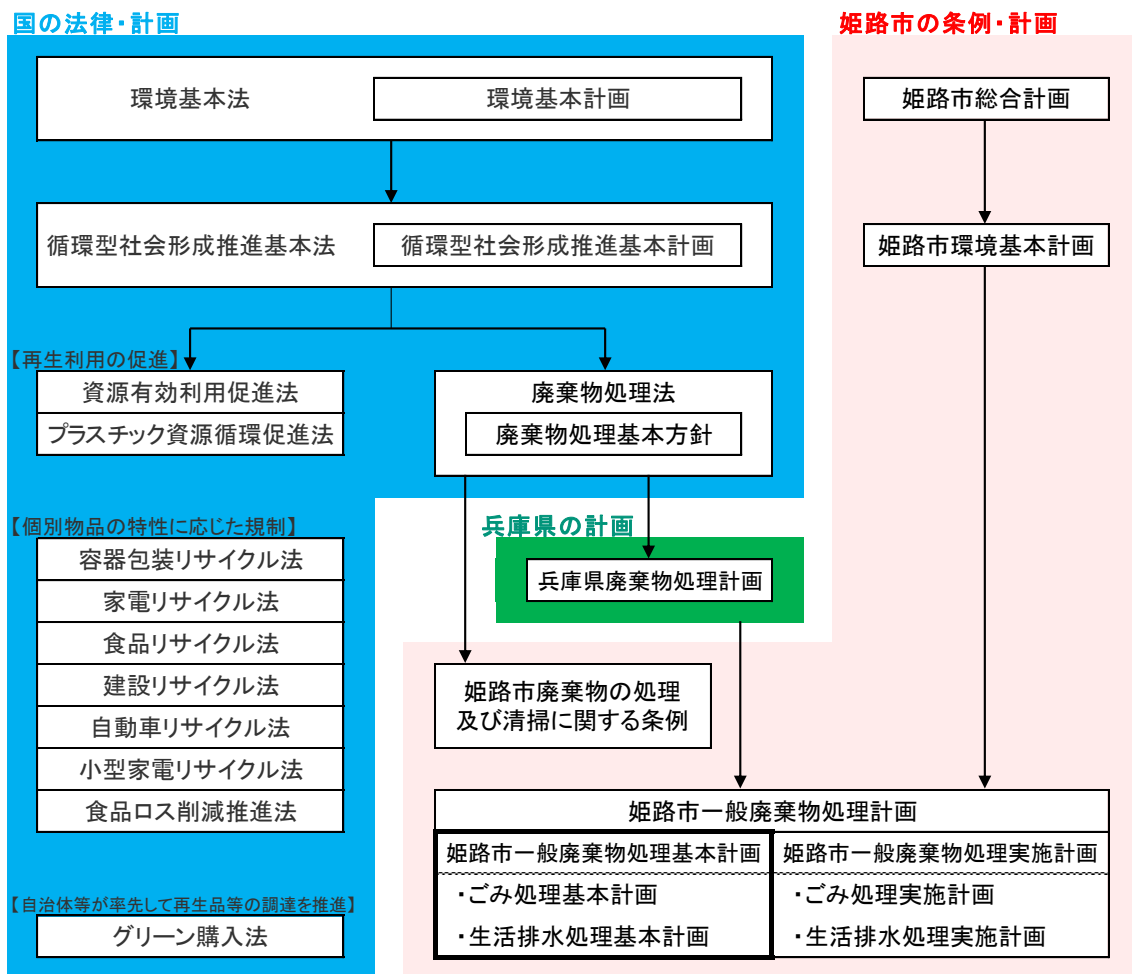 国の法律・計画
姫路市の条例・計画
環境基本法
環境基本計画
姫路市総合計画
循環型社会形成推進基本法
循環型社会形成推進基本計画
姫路市環境基本計画
【再生利用の促進】
資源有効利用促進法
プラスチック資源循環促進法
廃棄物処理法
廃棄物処理基本方針
【個別物品の特性に応じた規制】
容器包装リサイクル法
家電リサイクル法
食品リサイクル法
建設リサイクル法
自動車リサイクル法
小型家電リサイクル法
食品ロス削減推進法
兵庫県の計画
兵庫県廃棄物処理計画
姫路市廃棄物の処理
及び清掃に関する条例
姫路市一般廃棄物処理計画
姫路市一般廃棄物処理基本計画
・ごみ処理基本計画
・生活排水処理基本計画
姫路市一般廃棄物処理実施計画
・ごみ処理実施計画
・生活排水処理実施計画
【自治体等が率先して再生品等の調達を推進】
グリーン購入法